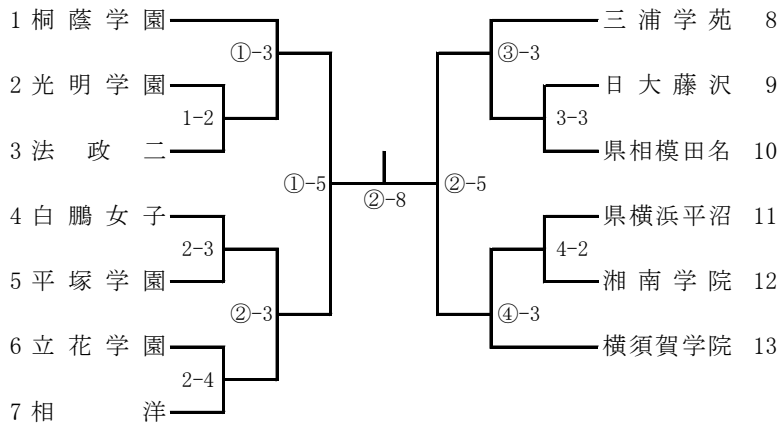 1 桐蔭学園
①-3
2 光明学園
1-2
3 法政二
①-5
4 白鵬女子
2-3
5 平塚学園
②-3
6 立花学園
2-4
7 相洋
②-8
三浦学苑 8
③-3
日大藤沢 9
3-3
県相模田名 10
②-5
県横浜平沼 11
4-2
湘南学院 12
④-3
横須賀学院 13